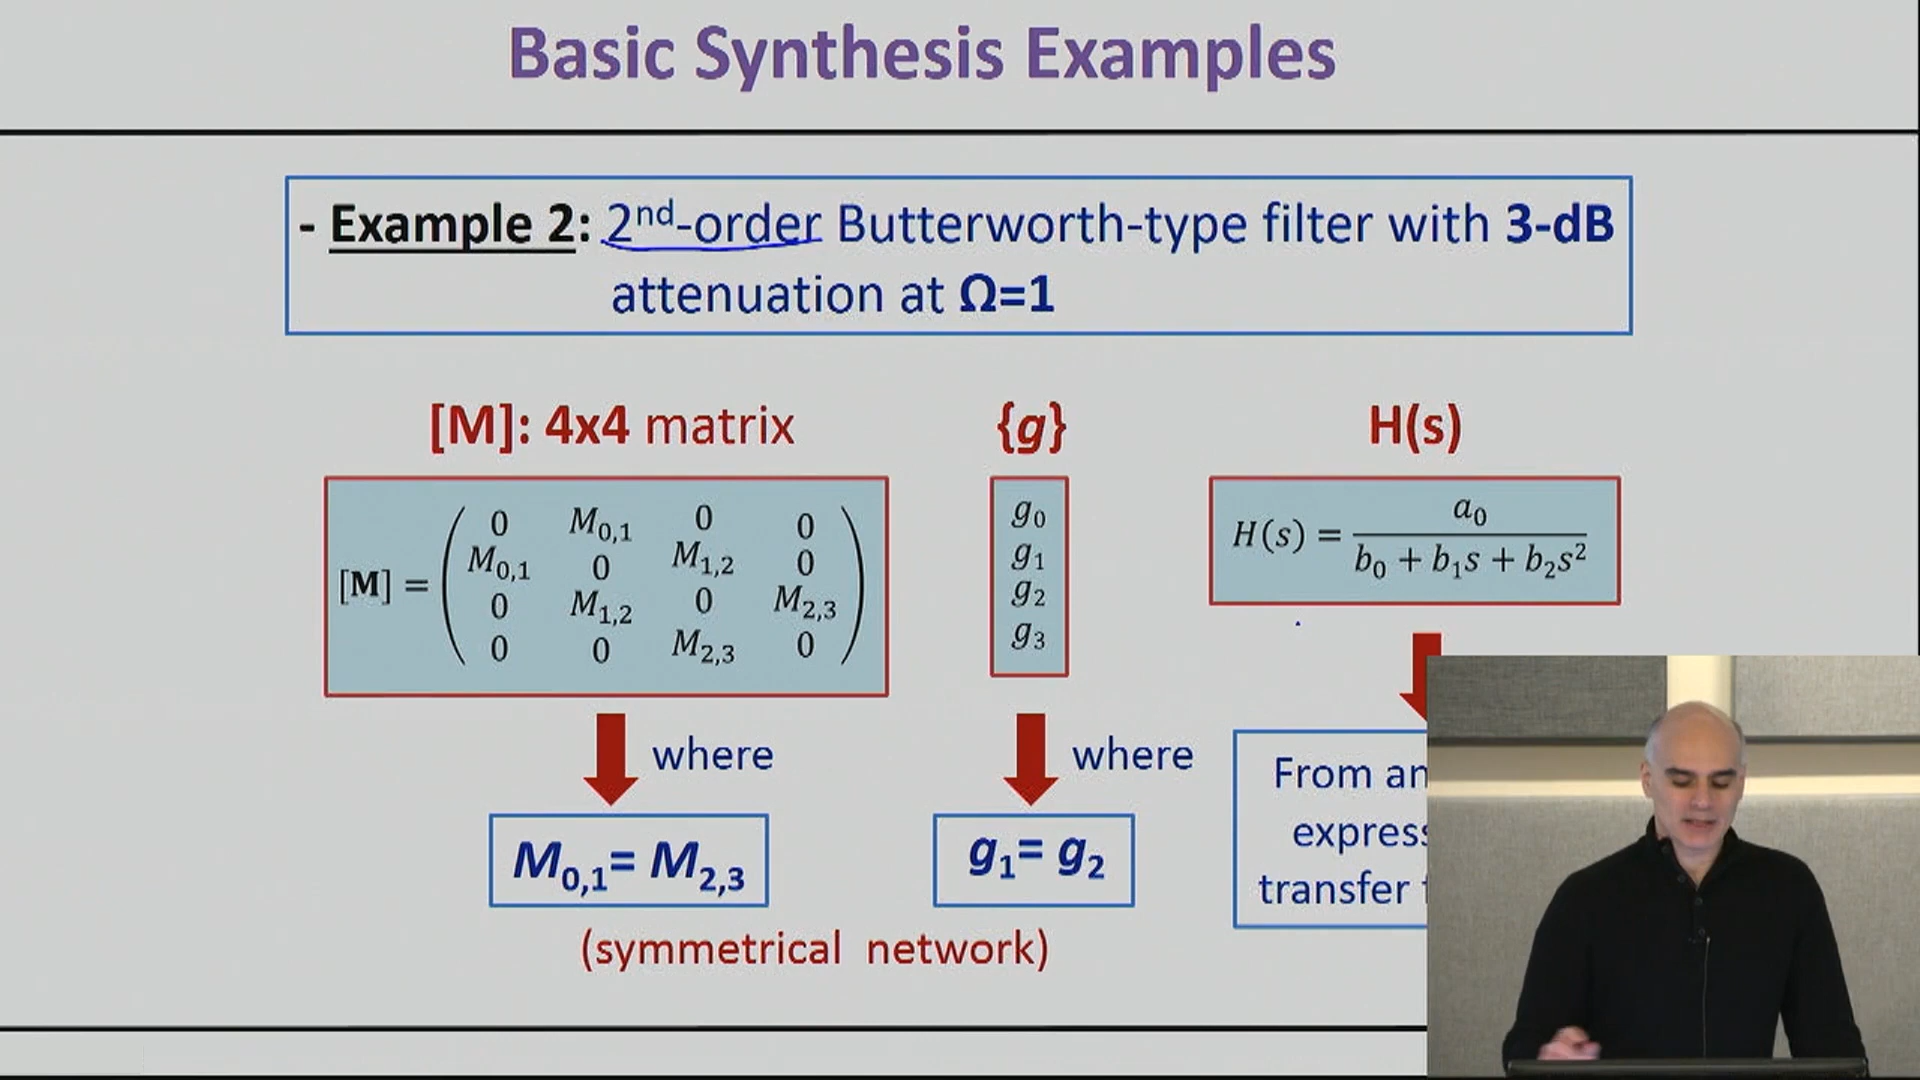 Basic Synthesis Examples
- Example 2: 2nd-order Butterworth-type filter with 3-dB
attenuation at Ω=1
[M]: 4x4 matrix
[M] =
0 M0,1 0 0
M0,1 0 M1,2 0
0 M1,2 0 M2,3
0 0 M2,3 0
where
M0,1= M2,3
{g}
g0
g1
g2
g3
where
g1= g2
(symmetrical network)
H(s)
H(s) = a0 / b0 + b1s + b2s²
From an
express
transfer